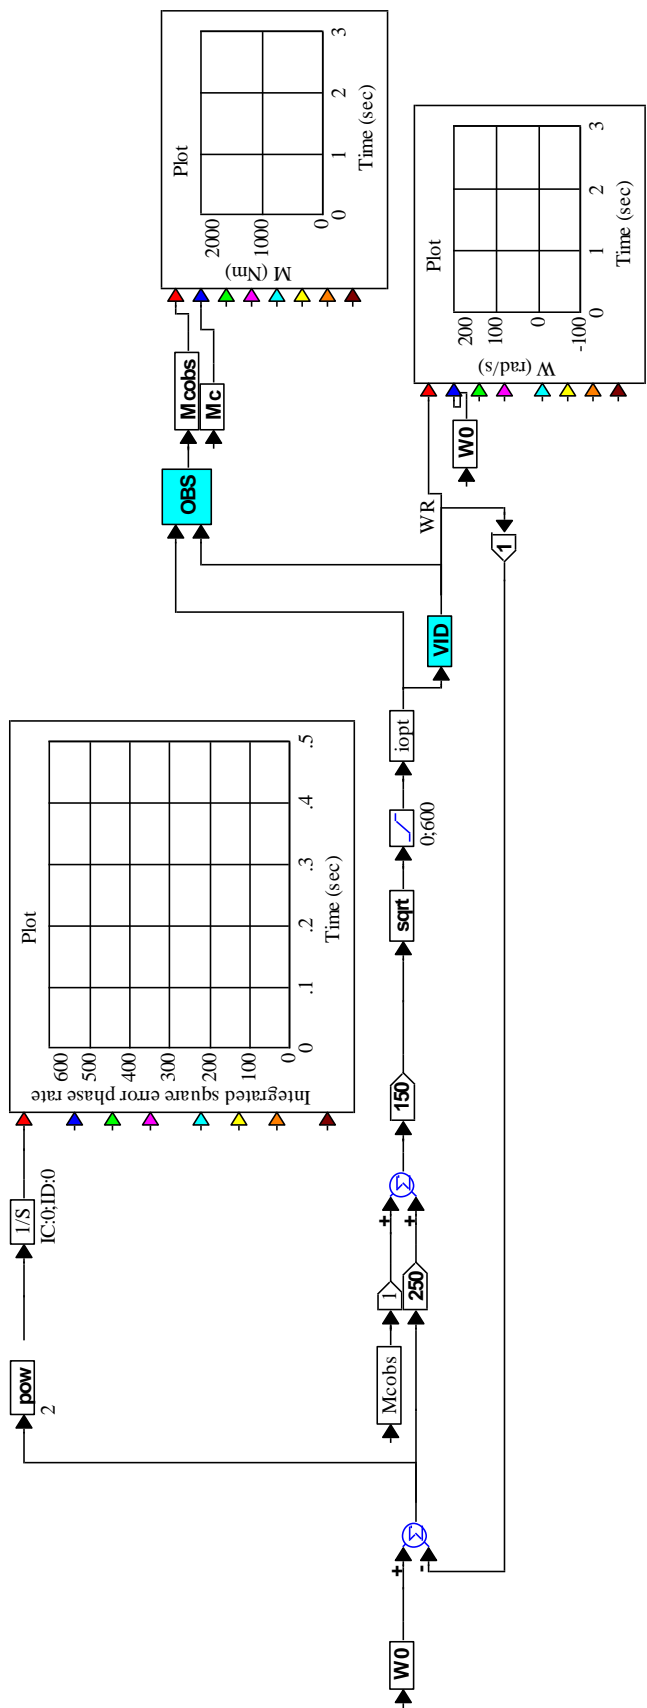 W0
+
-
Σ
pow
2
1/S
IC:0;ID:0
Plot
Integrated square error phase rate
600
500
400
300
200
100
0
0
.1
.2
.3
.4
.5
Time (sec)
Mcobs
1
250
+
+
Σ
150
sqrt
0;600
iopt
VID
OBS
Mcobs
Mc
Plot
M (Nm)
2000
1000
0
0
1
2
3
Time (sec)
WR
W0
1
Plot
W (rad/s)
200
100
0
-100
0
1
2
3
Time (sec)